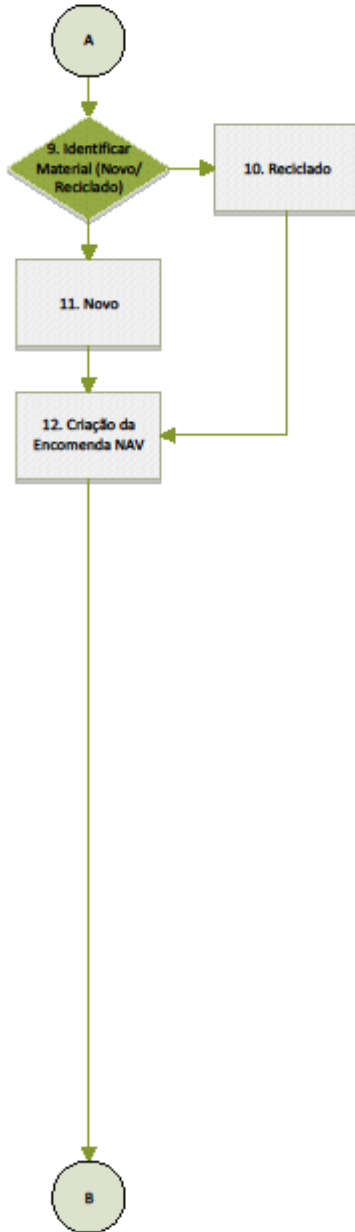 A
9. Identificar
Material (Novo/
Reciclado)
10. Reciclado
11. Novo
12. Criação da
Encomenda NAV
B